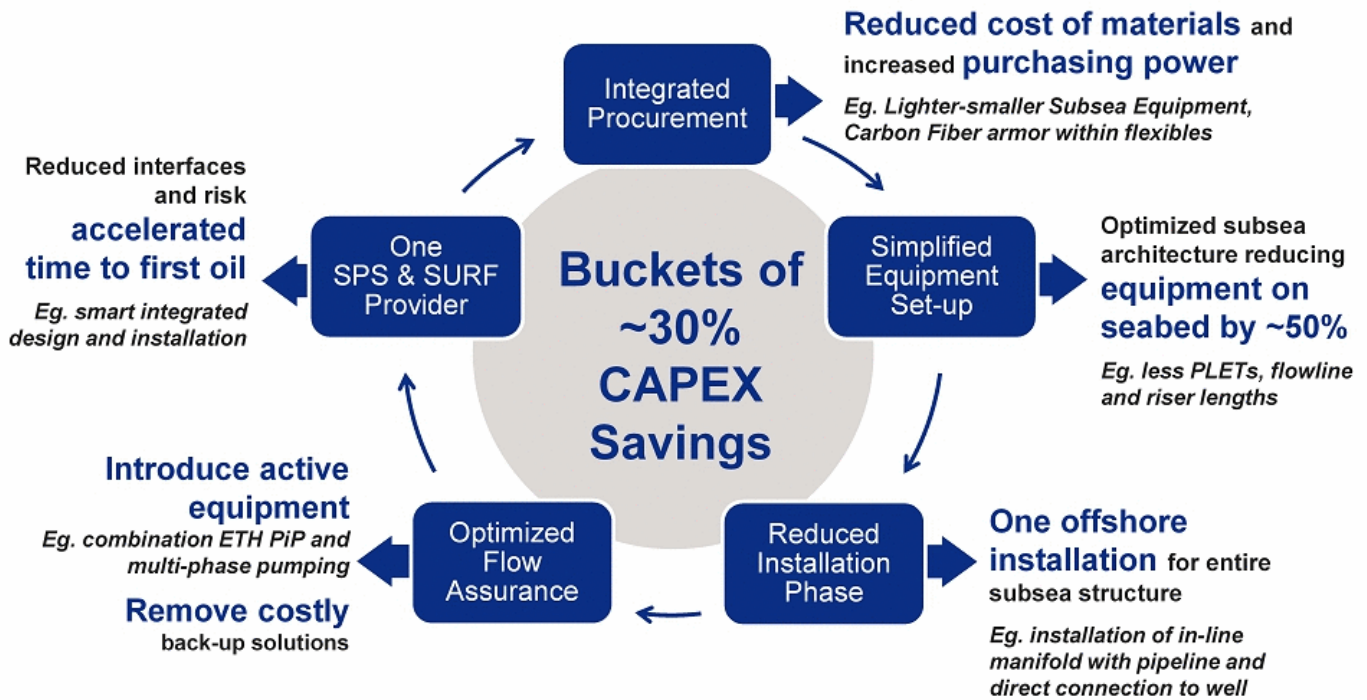 Integrated
Procurement
Reduced cost of materials and
increased purchasing power
Eg. Lighter-smaller Subsea Equipment,
Carbon Fiber armor within flexibles
Simplified
Equipment
Set-up
Optimized subsea
architecture reducing
equipment on
seabed by ~50%
Eg. less PLETs, flowline
and riser lengths
Reduced
Installation
Phase
One offshore
installation for entire
subsea structure
Eg. installation of in-line
manifold with pipeline and
direct connection to well
Optimized
Flow
Assurance
Introduce active
equipment
Eg. combination ETH PiP and
multi-phase pumping
Remove costly
back-up solutions
One
SPS & SURF
Provider
Reduced interfaces
and risk
accelerated
time to first oil
Eg. smart integrated
design and installation
Buckets of
~30%
CAPEX
Savings